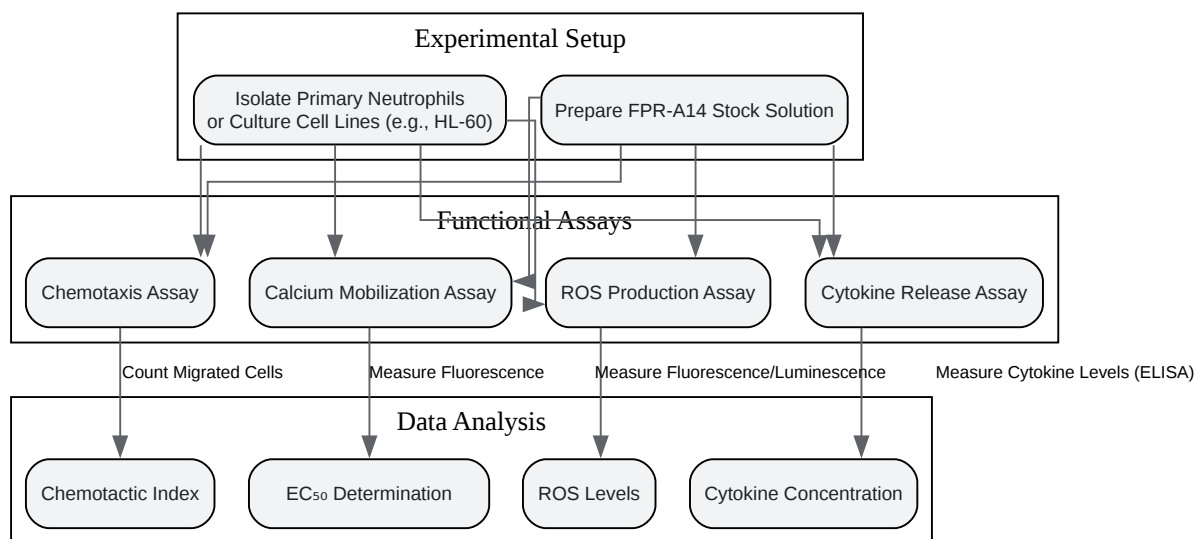 Experimental Setup
Isolate Primary Neutrophils
or Culture Cell Lines (e.g., HL-60)
Prepare FPR-A14 Stock Solution
Functional Assays
Chemotaxis Assay
Calcium Mobilization Assay
ROS Production Assay
Cytokine Release Assay
Count Migrated Cells
Measure Fluorescence
Measure Fluorescence/Luminescence
Measure Cytokine Levels (ELISA)
Data Analysis
Chemotactic Index
EC₅₀ Determination
ROS Levels
Cytokine Concentration